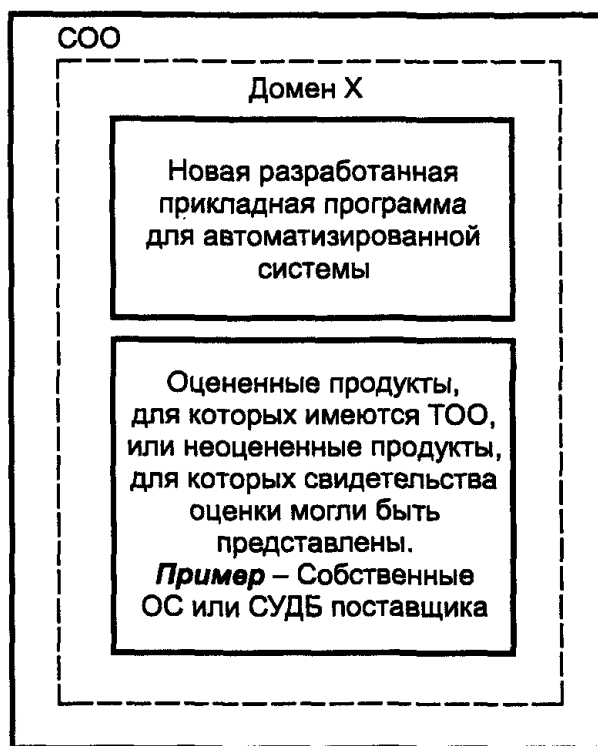 СОО
Домен X
Новая разработанная
прикладная программа
для автоматизированной
системы
Оцененные продукты,
для которых имеются ТОО,
или неоцененные продукты,
для которых свидетельства
оценки могли быть
представлены.
Пример – Собственные
ОС или СУДБ поставщика